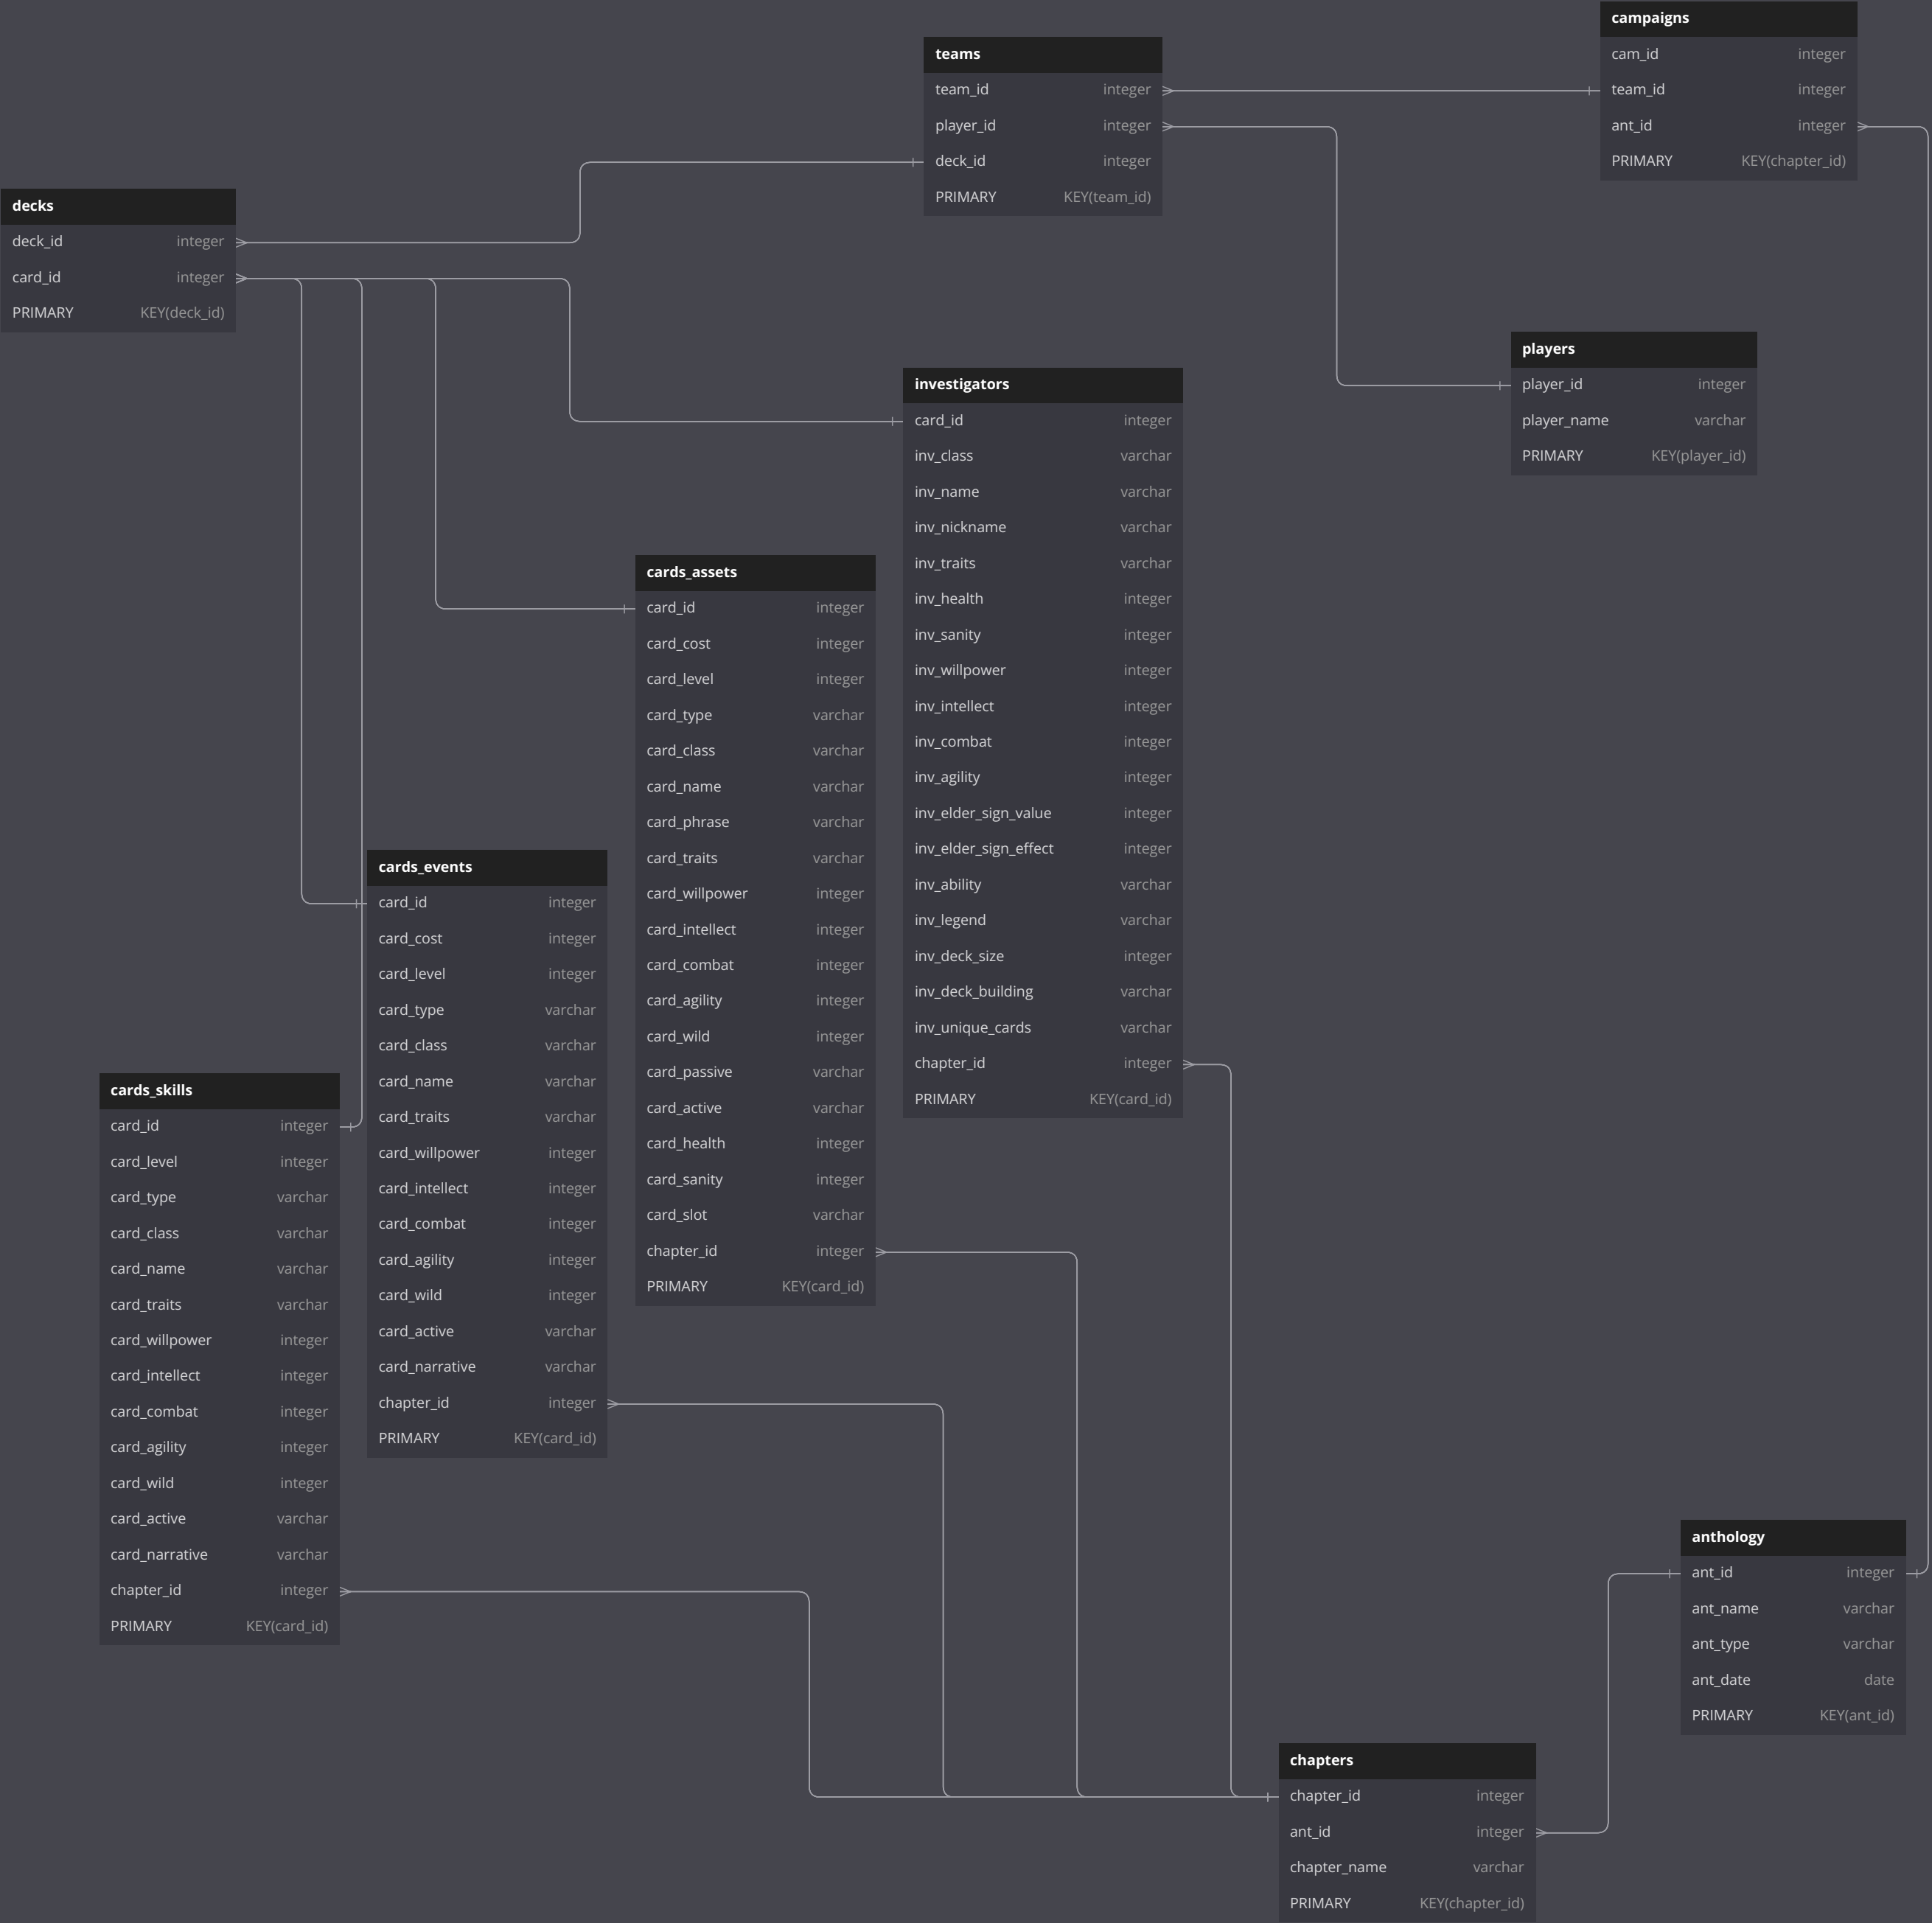 campaigns
cam_id integer
team_id integer
ant_id integer
PRIMARY KEY(chapter_id)
teams
team_id integer
player_id integer
deck_id integer
PRIMARY KEY(team_id)
decks
deck_id integer
card_id integer
PRIMARY KEY(deck_id)
players
player_id integer
player_name varchar
PRIMARY KEY(player_id)
investigators
card_id integer
inv_class varchar
inv_name varchar
inv_nickname varchar
inv_traits varchar
inv_health integer
inv_sanity integer
inv_willpower integer
inv_intellect integer
inv_combat integer
inv_agility integer
inv_elder_sign_value integer
inv_elder_sign_effect integer
inv_ability varchar
inv_legend varchar
inv_deck_size integer
inv_deck_building varchar
inv_unique_cards varchar
chapter_id integer
PRIMARY KEY(card_id)
cards_assets
card_id integer
card_cost integer
card_level integer
card_type varchar
card_class varchar
card_name varchar
card_phrase varchar
card_traits varchar
card_willpower integer
card_intellect integer
card_combat integer
card_agility integer
card_wild integer
card_passive varchar
card_active varchar
card_health integer
card_sanity integer
card_slot varchar
chapter_id integer
PRIMARY KEY(card_id)
cards_events
card_id integer
card_cost integer
card_level integer
card_type varchar
card_class varchar
card_name varchar
card_traits varchar
card_willpower integer
card_intellect integer
card_combat integer
card_agility integer
card_wild integer
card_active varchar
card_narrative varchar
chapter_id integer
PRIMARY KEY(card_id)
cards_skills
card_id integer
card_level integer
card_type varchar
card_class varchar
card_name varchar
card_traits varchar
card_willpower integer
card_intellect integer
card_combat integer
card_agility integer
card_wild integer
card_active varchar
card_narrative varchar
chapter_id integer
PRIMARY KEY(card_id)
anthology
ant_id integer
ant_name varchar
ant_type varchar
ant_date date
PRIMARY KEY(ant_id)
chapters
chapter_id integer
ant_id integer
chapter_name varchar
PRIMARY KEY(chapter_id)